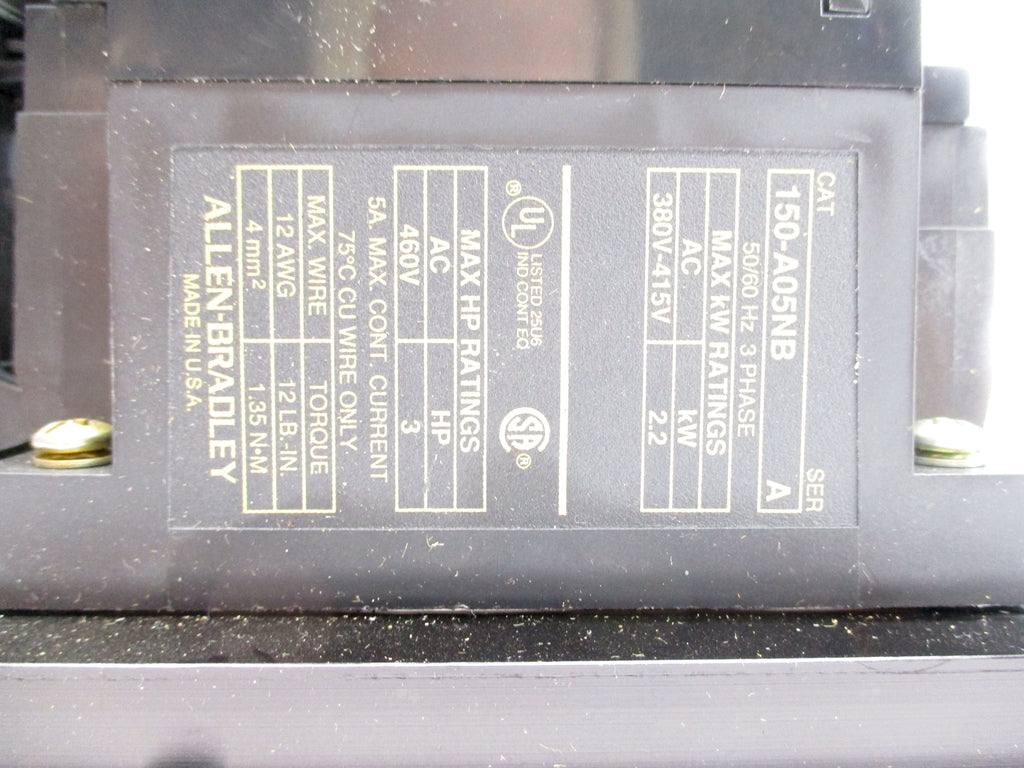 CAT SER
150-A05NB A
50/60 Hz 3 PHASE
MAX kW RATINGS
AC kW
380V-415V 2.2
® UL LISTED 25U6
IND CONT EQ
SA ®
MAX HP RATINGS
AC HP
460V 3
5A. MAX. CONT. CURRENT
75°C CU WIRE ONLY
MAX. WIRE TORQUE
12 AWG 12 LB.-IN.
4 mm² 1.35 N•M
ALLEN-BRADLEY
MADE IN U.S.A.